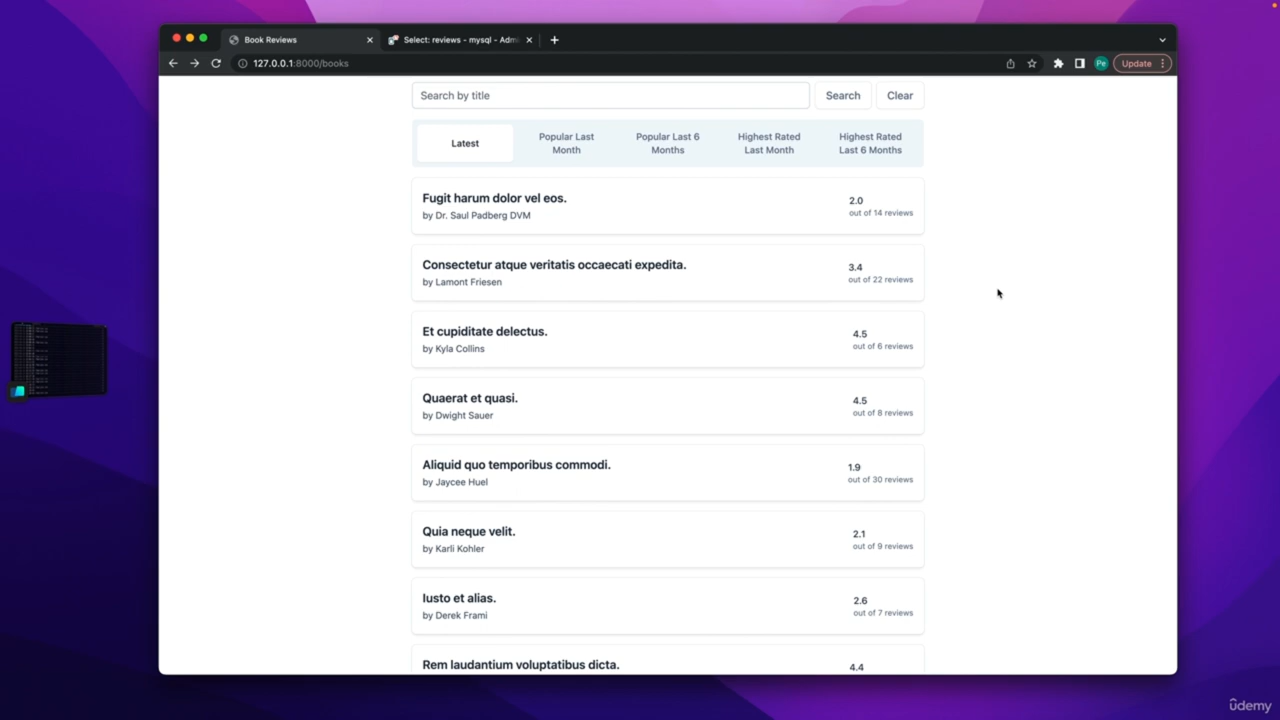 Book Reviews
Select: reviews - mysql - Adm
127.0.0.1:8000/books
Pe
Update
Search by title
Search
Clear
Latest
Popular Last
Month
Popular Last 6
Months
Highest Rated
Last Month
Highest Rated
Last 6 Months
Fugit harum dolor vel eos.
2.0
by Dr. Saul Padberg DVM
out of 14 reviews
Consectetur atque veritatis occaecati expedita.
3.4
by Lamont Friesen
out of 22 reviews
Et cupiditate delectus.
4.5
by Kyla Collins
out of 6 reviews
Quaerat et quasi.
4.5
by Dwight Sauer
out of 8 reviews
Aliquid quo temporibus commodi.
1.9
by Jaycee Huel
out of 30 reviews
Quia neque velit.
2.1
by Karli Kohler
out of 9 reviews
Iusto et alias.
2.6
by Derek Frami
out of 7 reviews
Rem laudantium voluptatibus dicta.
4.4
ûdemy